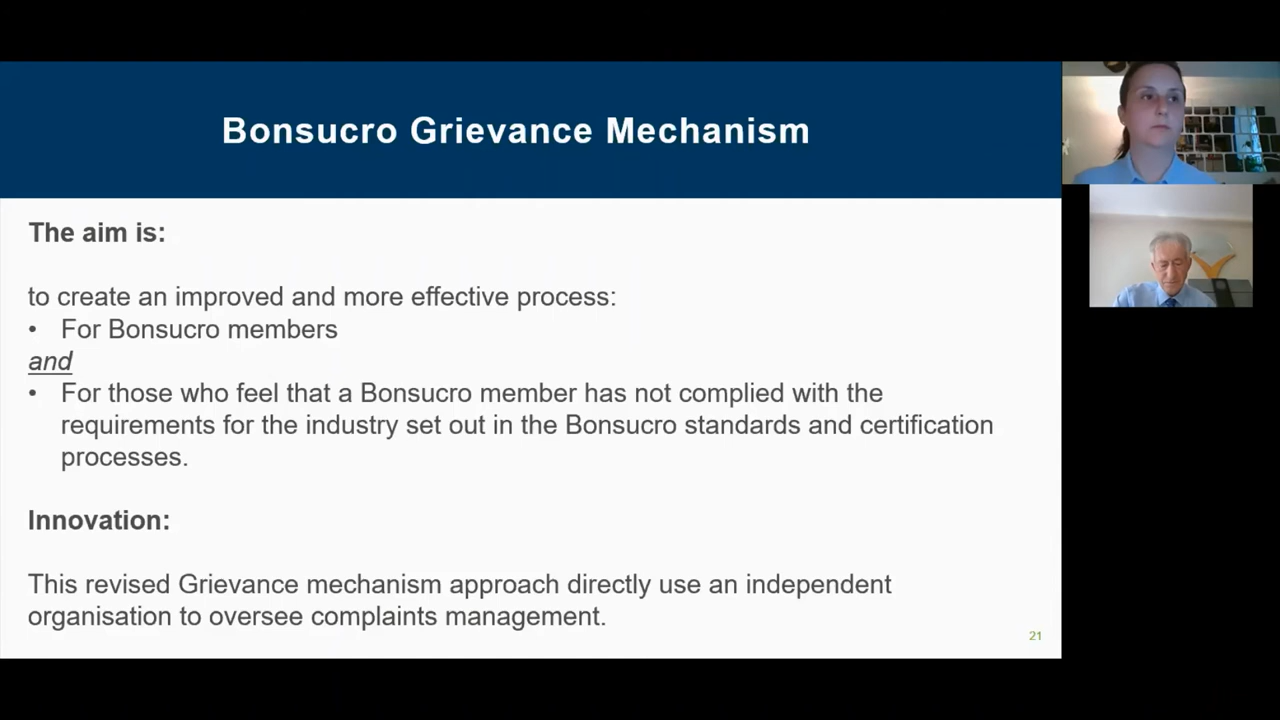 Bonsucro Grievance Mechanism
The aim is:
to create an improved and more effective process:
• For Bonsucro members
and
• For those who feel that a Bonsucro member has not complied with the
requirements for the industry set out in the Bonsucro standards and certification
processes.
Innovation:
This revised Grievance mechanism approach directly use an independent
organisation to oversee complaints management.
21